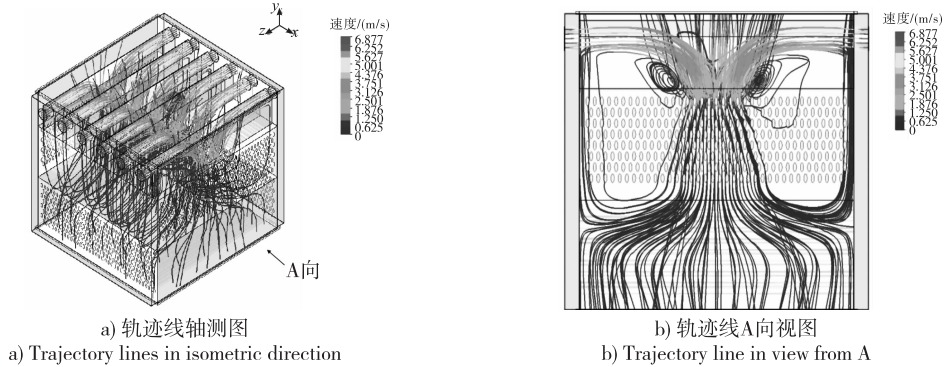 y
z
x
速度/(m/s)
6.877
6.252
5.627
5.001
4.376
3.751
3.126
2.501
1.876
1.250
0.625
0
A向
a) 轨迹线轴测图
a) Trajectory lines in isometric direction
速度/(m/s)
6.877
6.252
5.627
5.001
4.376
3.751
3.126
2.501
1.876
1.250
0.625
0
b) 轨迹线A向视图
b) Trajectory line in view from A